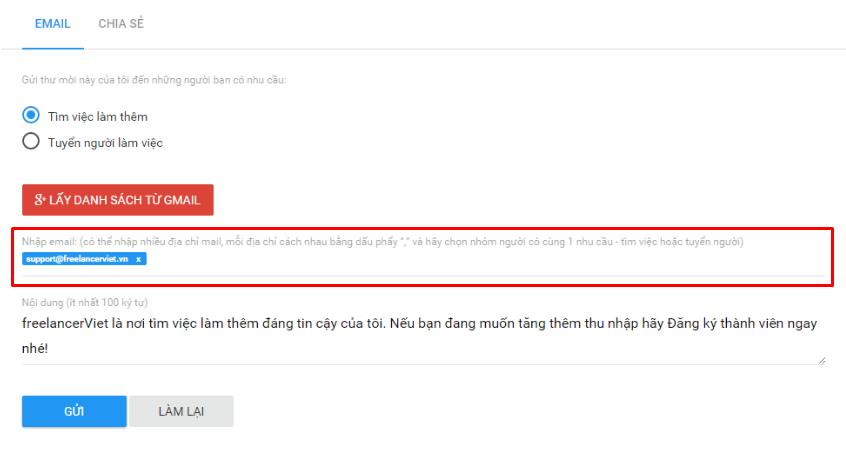 EMAIL CHIA SẺ
Gửi thư mời này của tôi đến những người bạn có nhu cầu:
Tìm việc làm thêm
Tuyển người làm việc
g+ LẤY DANH SÁCH TỪ GMAIL
Nhập email: (có thể nhập nhiều địa chỉ mail, mỗi địa chỉ cách nhau bằng dấu phẩy "," và hãy chọn nhóm người có cùng 1 nhu cầu - tìm việc hoặc tuyển người)
support@freelancerviet.vn x
Nội dung (ít nhất 100 ký tự)
freelancerViet là nơi tìm việc làm thêm đáng tin cậy của tôi. Nếu bạn đang muốn tăng thêm thu nhập hãy Đăng ký thành viên ngay
nhé!
GỬI LÀM LẠI